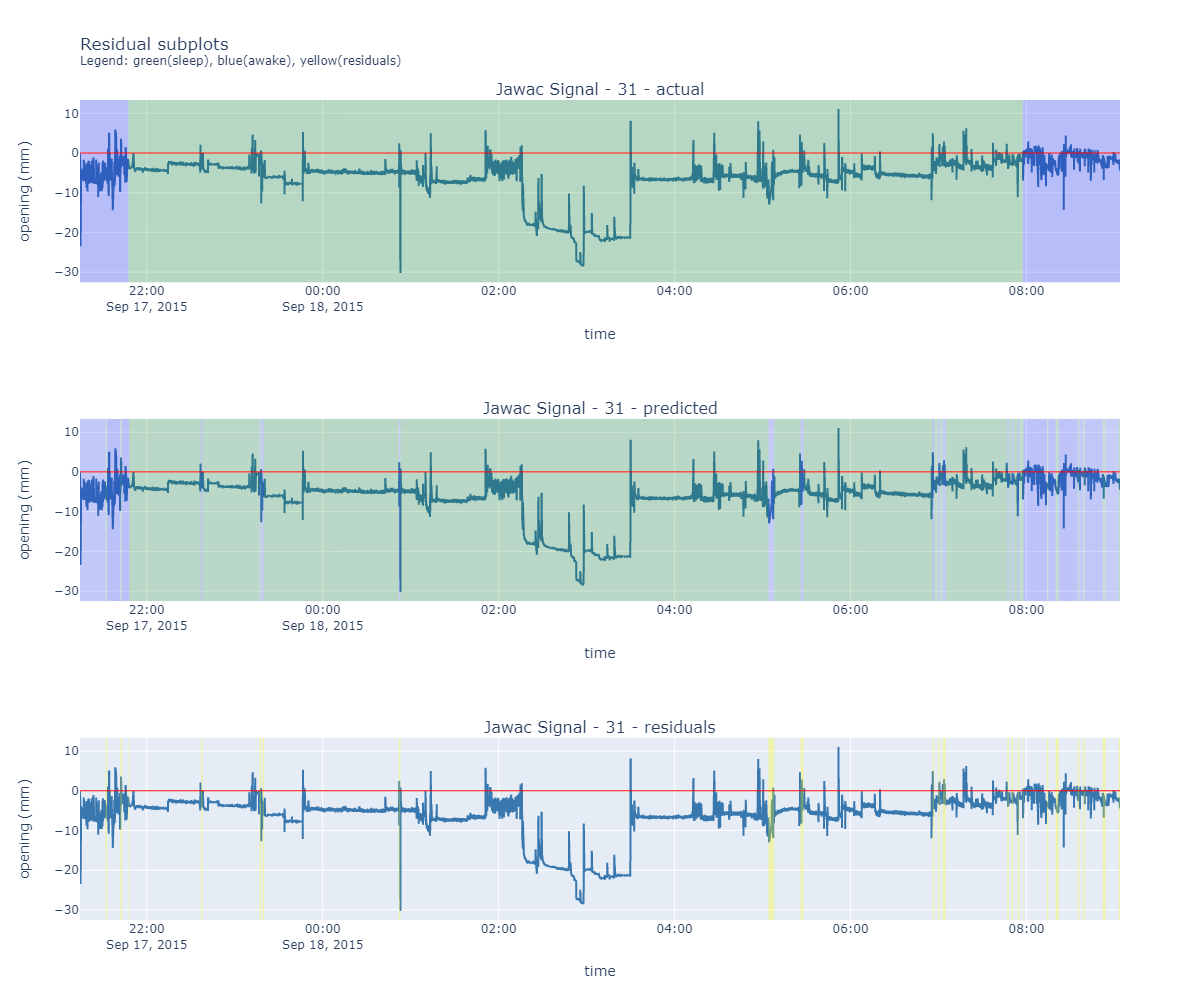 Residual subplots
Legend: green(sleep), blue(awake), yellow(residuals)
Jawac Signal - 31 - actual
opening (mm)
10
0
−10
−20
−30
22:00 00:00 02:00 04:00 06:00 08:00
Sep 17, 2015 Sep 18, 2015
time
Jawac Signal - 31 - predicted
opening (mm)
10
0
−10
−20
−30
22:00 00:00 02:00 04:00 06:00 08:00
Sep 17, 2015 Sep 18, 2015
time
Jawac Signal - 31 - residuals
opening (mm)
10
0
−10
−20
−30
22:00 00:00 02:00 04:00 06:00 08:00
Sep 17, 2015 Sep 18, 2015
time